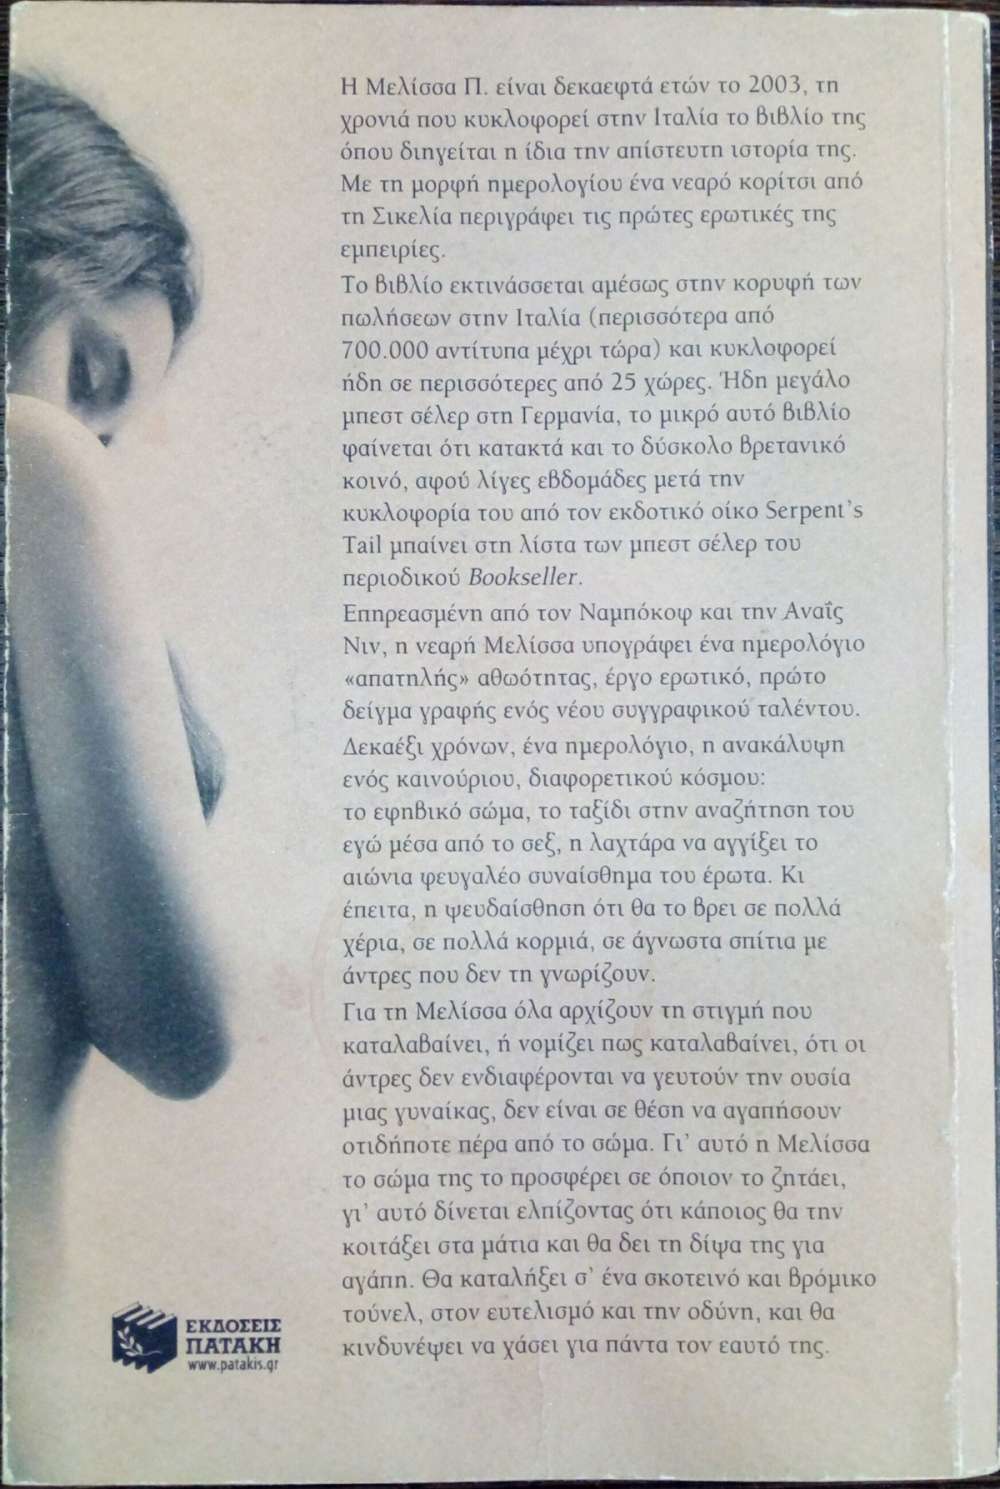 Η Μελίσσα Π. είναι δεκαεφτά ετών το 2003, τη
χρονιά που κυκλοφορεί στην Ιταλία το βιβλίο της
όπου διηγείται η ίδια την απίστευτη ιστορία της.
Με τη μορφή ημερολογίου ένα νεαρό κορίτσι από
τη Σικελία περιγράφει τις πρώτες ερωτικές της
εμπειρίες.
Το βιβλίο εκτινάσσεται αμέσως στην κορυφή των
πωλήσεων στην Ιταλία (περισσότερα από
700.000 αντίτυπα μέχρι τώρα) και κυκλοφορεί
ήδη σε περισσότερες από 25 χώρες. Ήδη μεγάλο
μπεστ σέλερ στη Γερμανία, το μικρό αυτό βιβλίο
φαίνεται ότι κατακτά και το δύσκολο βρετανικό
κοινό, αφού λίγες εβδομάδες μετά την
κυκλοφορία του από τον εκδοτικό οίκο Serpent's
Tail μπαίνει στη λίστα των μπεστ σέλερ του
περιοδικού Bookseller.
Επηρεασμένη από τον Ναμπόκοφ και την Αναΐς
Νιν, η νεαρή Μελίσσα υπογράφει ένα ημερολόγιο
«απατηλής» αθωότητας, έργο ερωτικό, πρώτο
δείγμα γραφής ενός νέου συγγραφικού ταλέντου.
Δεκαέξι χρόνων, ένα ημερολόγιο, η ανακάλυψη
ενός καινούριου, διαφορετικού κόσμου:
το εφηβικό σώμα, το ταξίδι στην αναζήτηση του
εγώ μέσα από το σεξ, η λαχτάρα να αγγίξει το
αιώνια φευγαλέο συναίσθημα του έρωτα. Κι
έπειτα, η ψευδαίσθηση ότι θα το βρει σε πολλά
χέρια, σε πολλά κορμιά, σε άγνωστα σπίτια με
άντρες που δεν τη γνωρίζουν.
Για τη Μελίσσα όλα αρχίζουν τη στιγμή που
καταλαβαίνει, ή νομίζει πως καταλαβαίνει, ότι οι
άντρες δεν ενδιαφέρονται να γευτούν την ουσία
μιας γυναίκας, δεν είναι σε θέση να αγαπήσουν
οτιδήποτε πέρα από το σώμα. Γι' αυτό η Μελίσσα
το σώμα της το προσφέρει σε όποιον το ζητάει,
γι' αυτό δίνεται ελπίζοντας ότι κάποιος θα την
κοιτάξει στα μάτια και θα δει τη δίψα της για
αγάπη. Θα καταλήξει σ' ένα σκοτεινό και βρόμικο
τούνελ, στον ευτελισμό και την οδύνη, και θα
κινδυνέψει να χάσει για πάντα τον εαυτό της.
ΕΚΔΟΣΕΙΣ
ΠΑΤΑΚΗ
www.patakis.gr